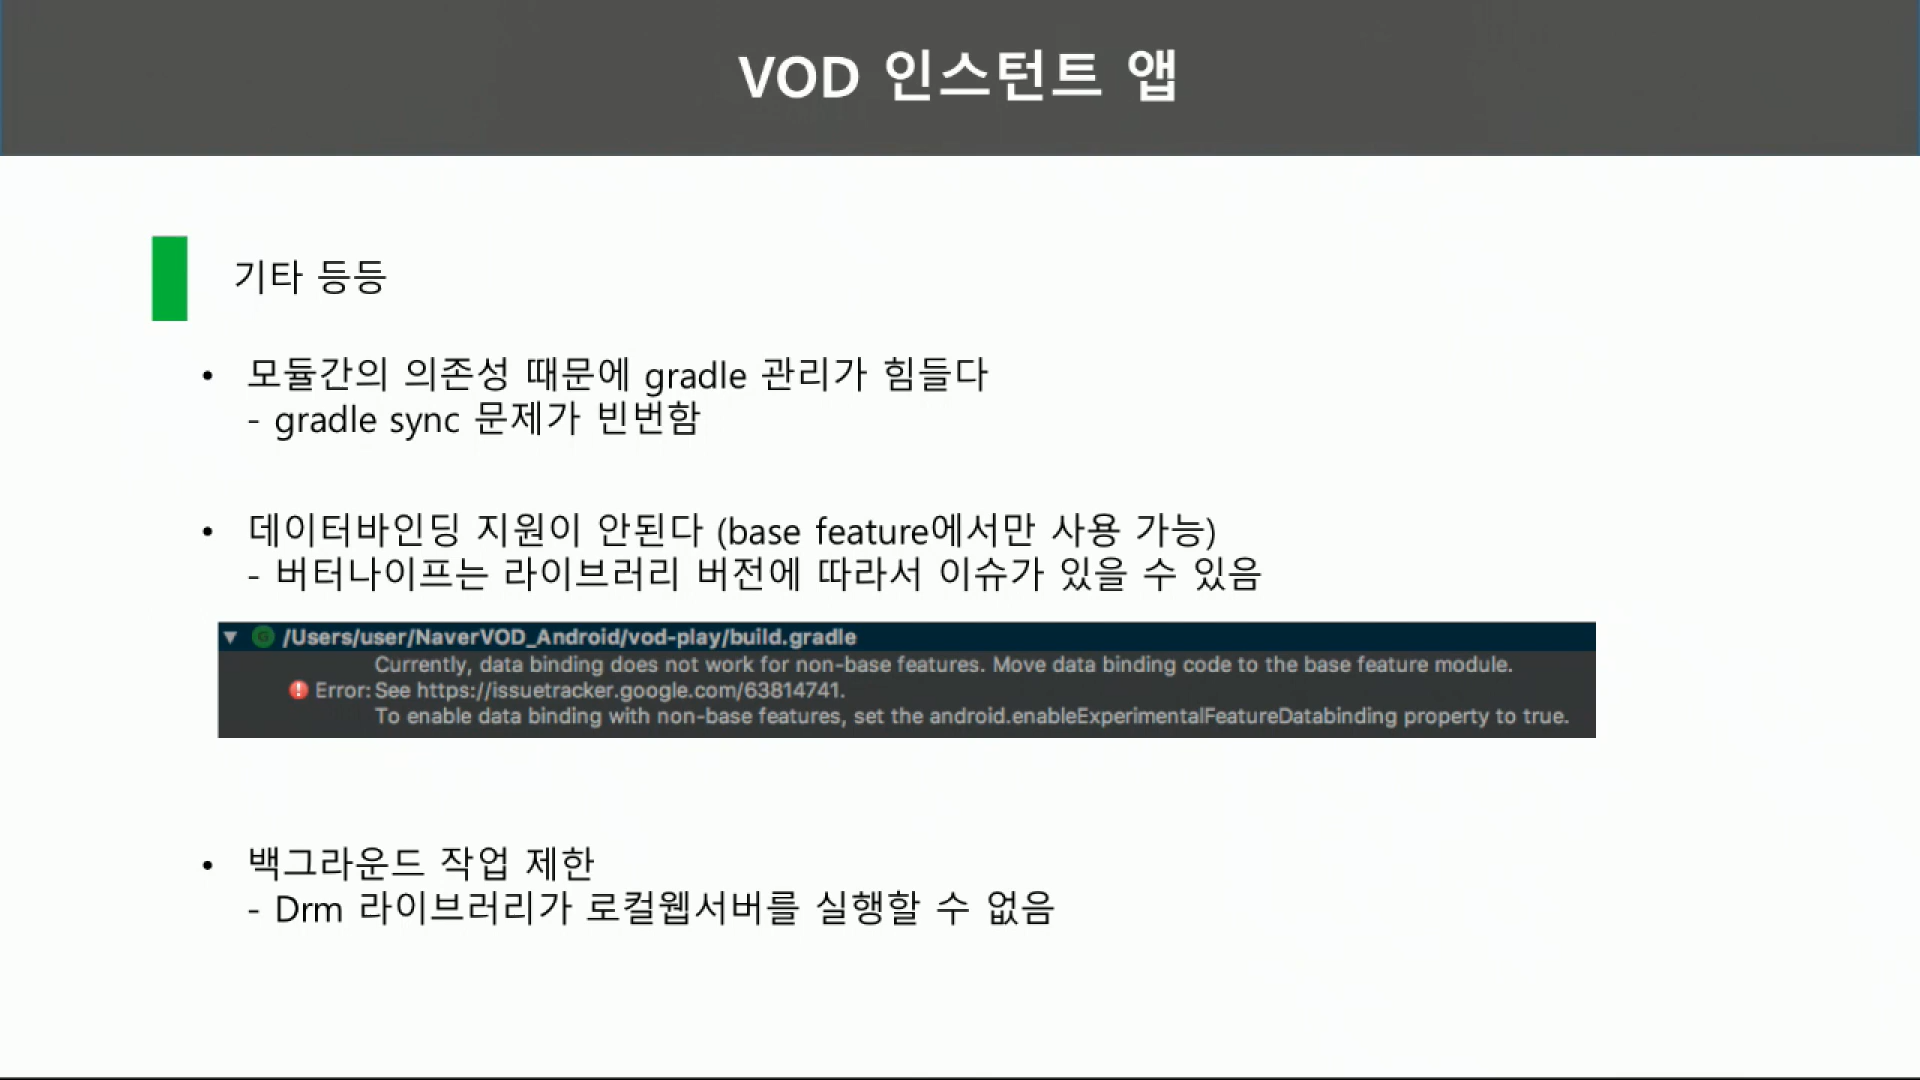 VOD 인스턴트 앱
기타 등등
• 모듈간의 의존성 때문에 gradle 관리가 힘들다
- gradle sync 문제가 빈번함
• 데이터바인딩 지원이 안된다 (base feature에서만 사용 가능)
- 버터나이프는 라이브러리 버전에 따라서 이슈가 있을 수 있음
/Users/user/NaverVOD_Android/vod-play/build.gradle
Currently, data binding does not work for non-base features. Move data binding code to the base feature module.
Error: See https://issuetracker.google.com/63814741.
To enable data binding with non-base features, set the android.enableExperimentalFeatureDatabinding property to true.
• 백그라운드 작업 제한
- Drm 라이브러리가 로컬웹서버를 실행할 수 없음